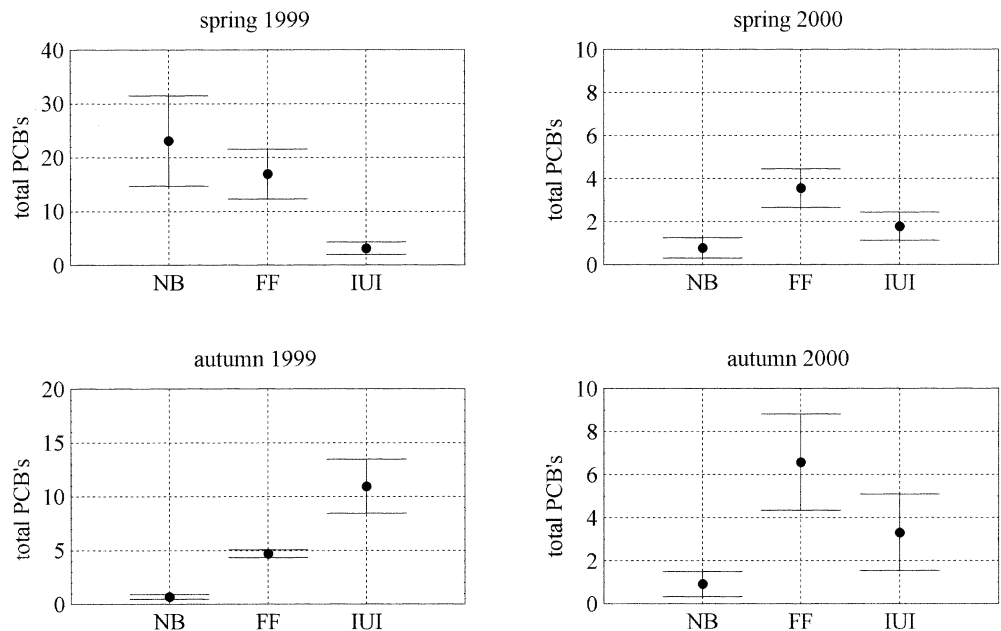 spring 1999
40
30
20
10
0
total PCB's
NB FF IUI
spring 2000
10
8
6
4
2
0
total PCB's
NB FF IUI
autumn 1999
20
15
10
5
0
total PCB's
NB FF IUI
autumn 2000
10
8
6
4
2
0
total PCB's
NB FF IUI